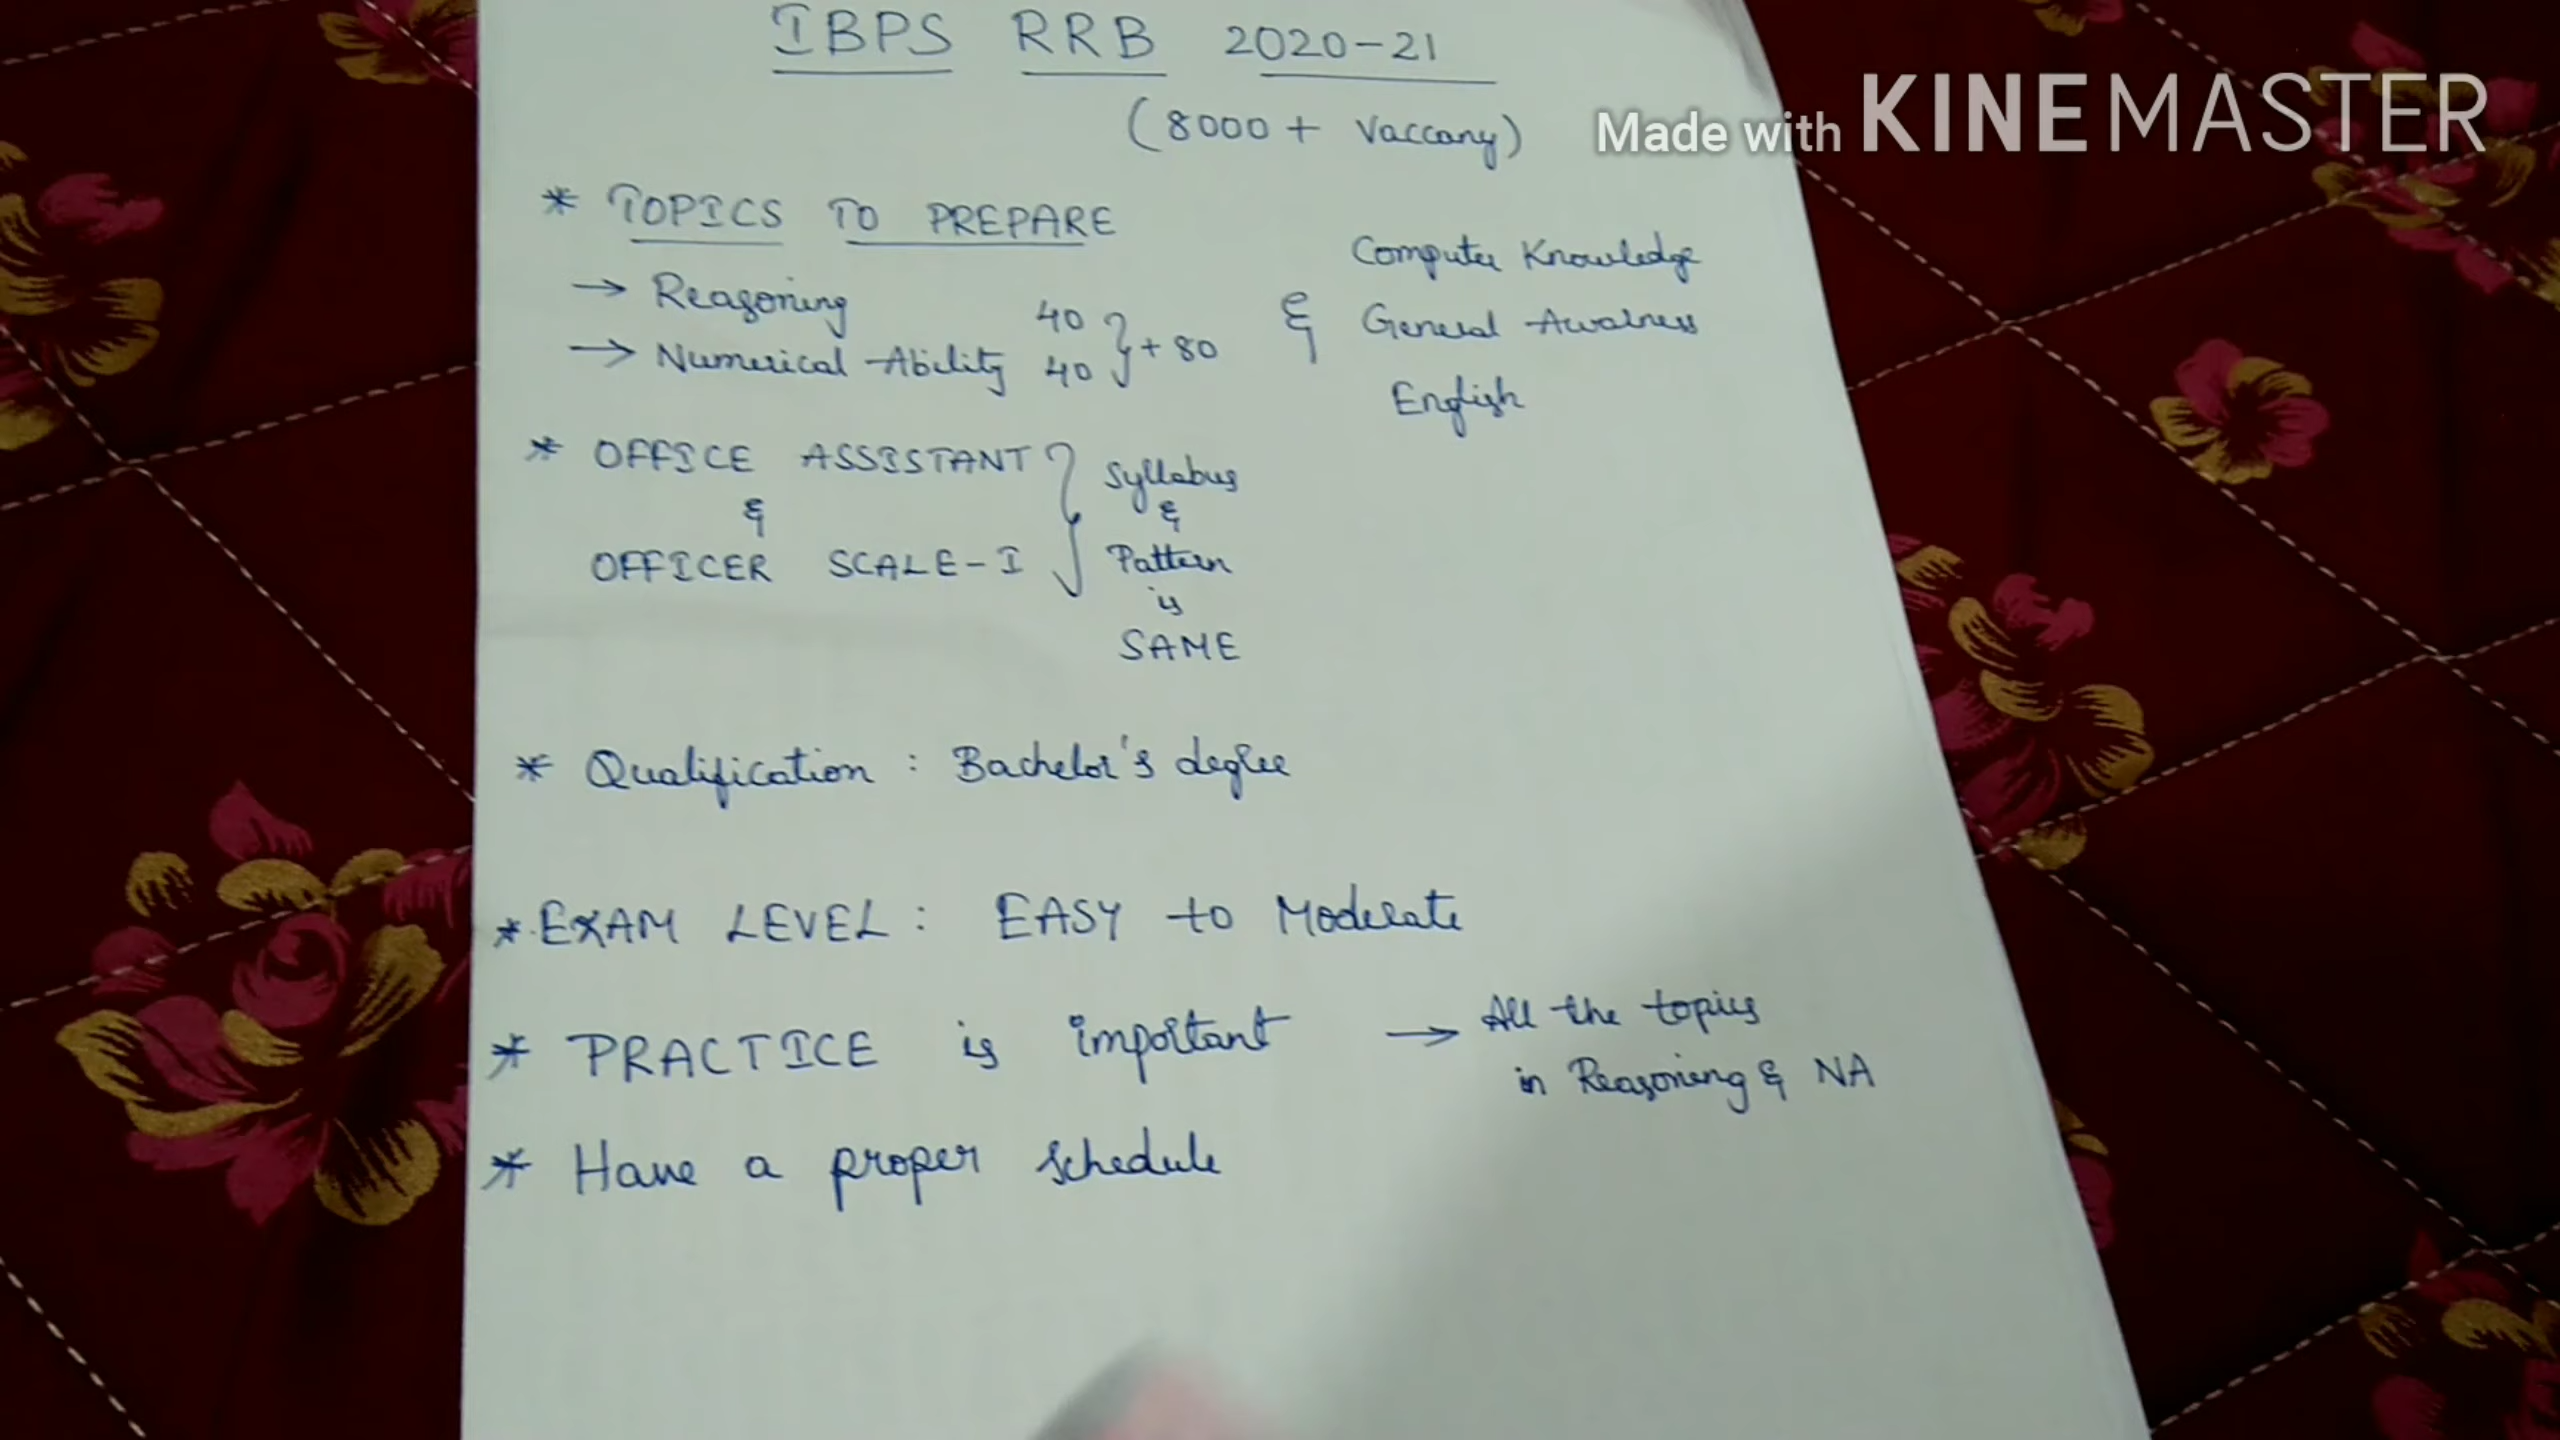 IBPS RRB 2020-21
(8000 + Vaccany)
Made with KINEMASTER
* TOPICS TO PREPARE
→ Reasoning 40
→ Numerical Ability 40 } + 80
& Computer Knowledge
General Awarness
English
* OFFICE ASSISTANT
&
OFFICER SCALE-I
} Syllabus
&
Pattern
is
SAME
* Qualification : Bachelor's degree
* EXAM LEVEL : EASY to Moderate
* PRACTICE is important → All the topics
in Reasoning & NA
* Have a proper schedule